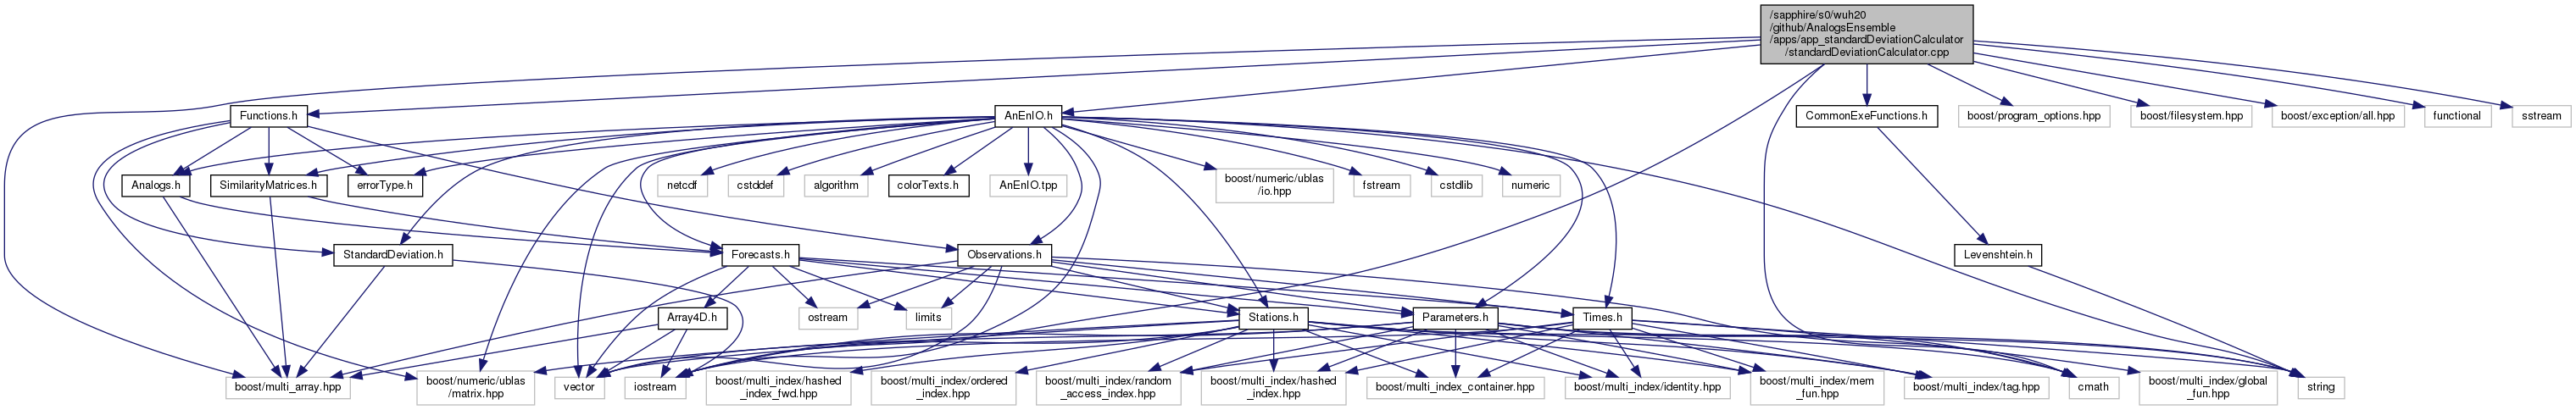 /sapphire/s0/wuh20
/github/AnalogsEnsemble
/apps/app_standardDeviationCalculator
/standardDeviationCalculator.cpp
Functions.h
AnEnIO.h
CommonExeFunctions.h
boost/program_options.hpp
boost/filesystem.hpp
boost/exception/all.hpp
functional
sstream
Analogs.h
SimilarityMatrices.h
errorType.h
netcdf
cstddef
algorithm
colorTexts.h
AnEnIO.tpp
boost/numeric/ublas
/io.hpp
fstream
cstdlib
numeric
StandardDeviation.h
Forecasts.h
Observations.h
Levenshtein.h
Array4D.h
ostream
limits
Stations.h
Parameters.h
Times.h
boost/multi_array.hpp
boost/numeric/ublas
/matrix.hpp
vector
iostream
boost/multi_index/hashed
_index_fwd.hpp
boost/multi_index/ordered
_index.hpp
boost/multi_index/random
_access_index.hpp
boost/multi_index/hashed
_index.hpp
boost/multi_index_container.hpp
boost/multi_index/identity.hpp
boost/multi_index/mem
_fun.hpp
boost/multi_index/tag.hpp
cmath
boost/multi_index/global
_fun.hpp
string